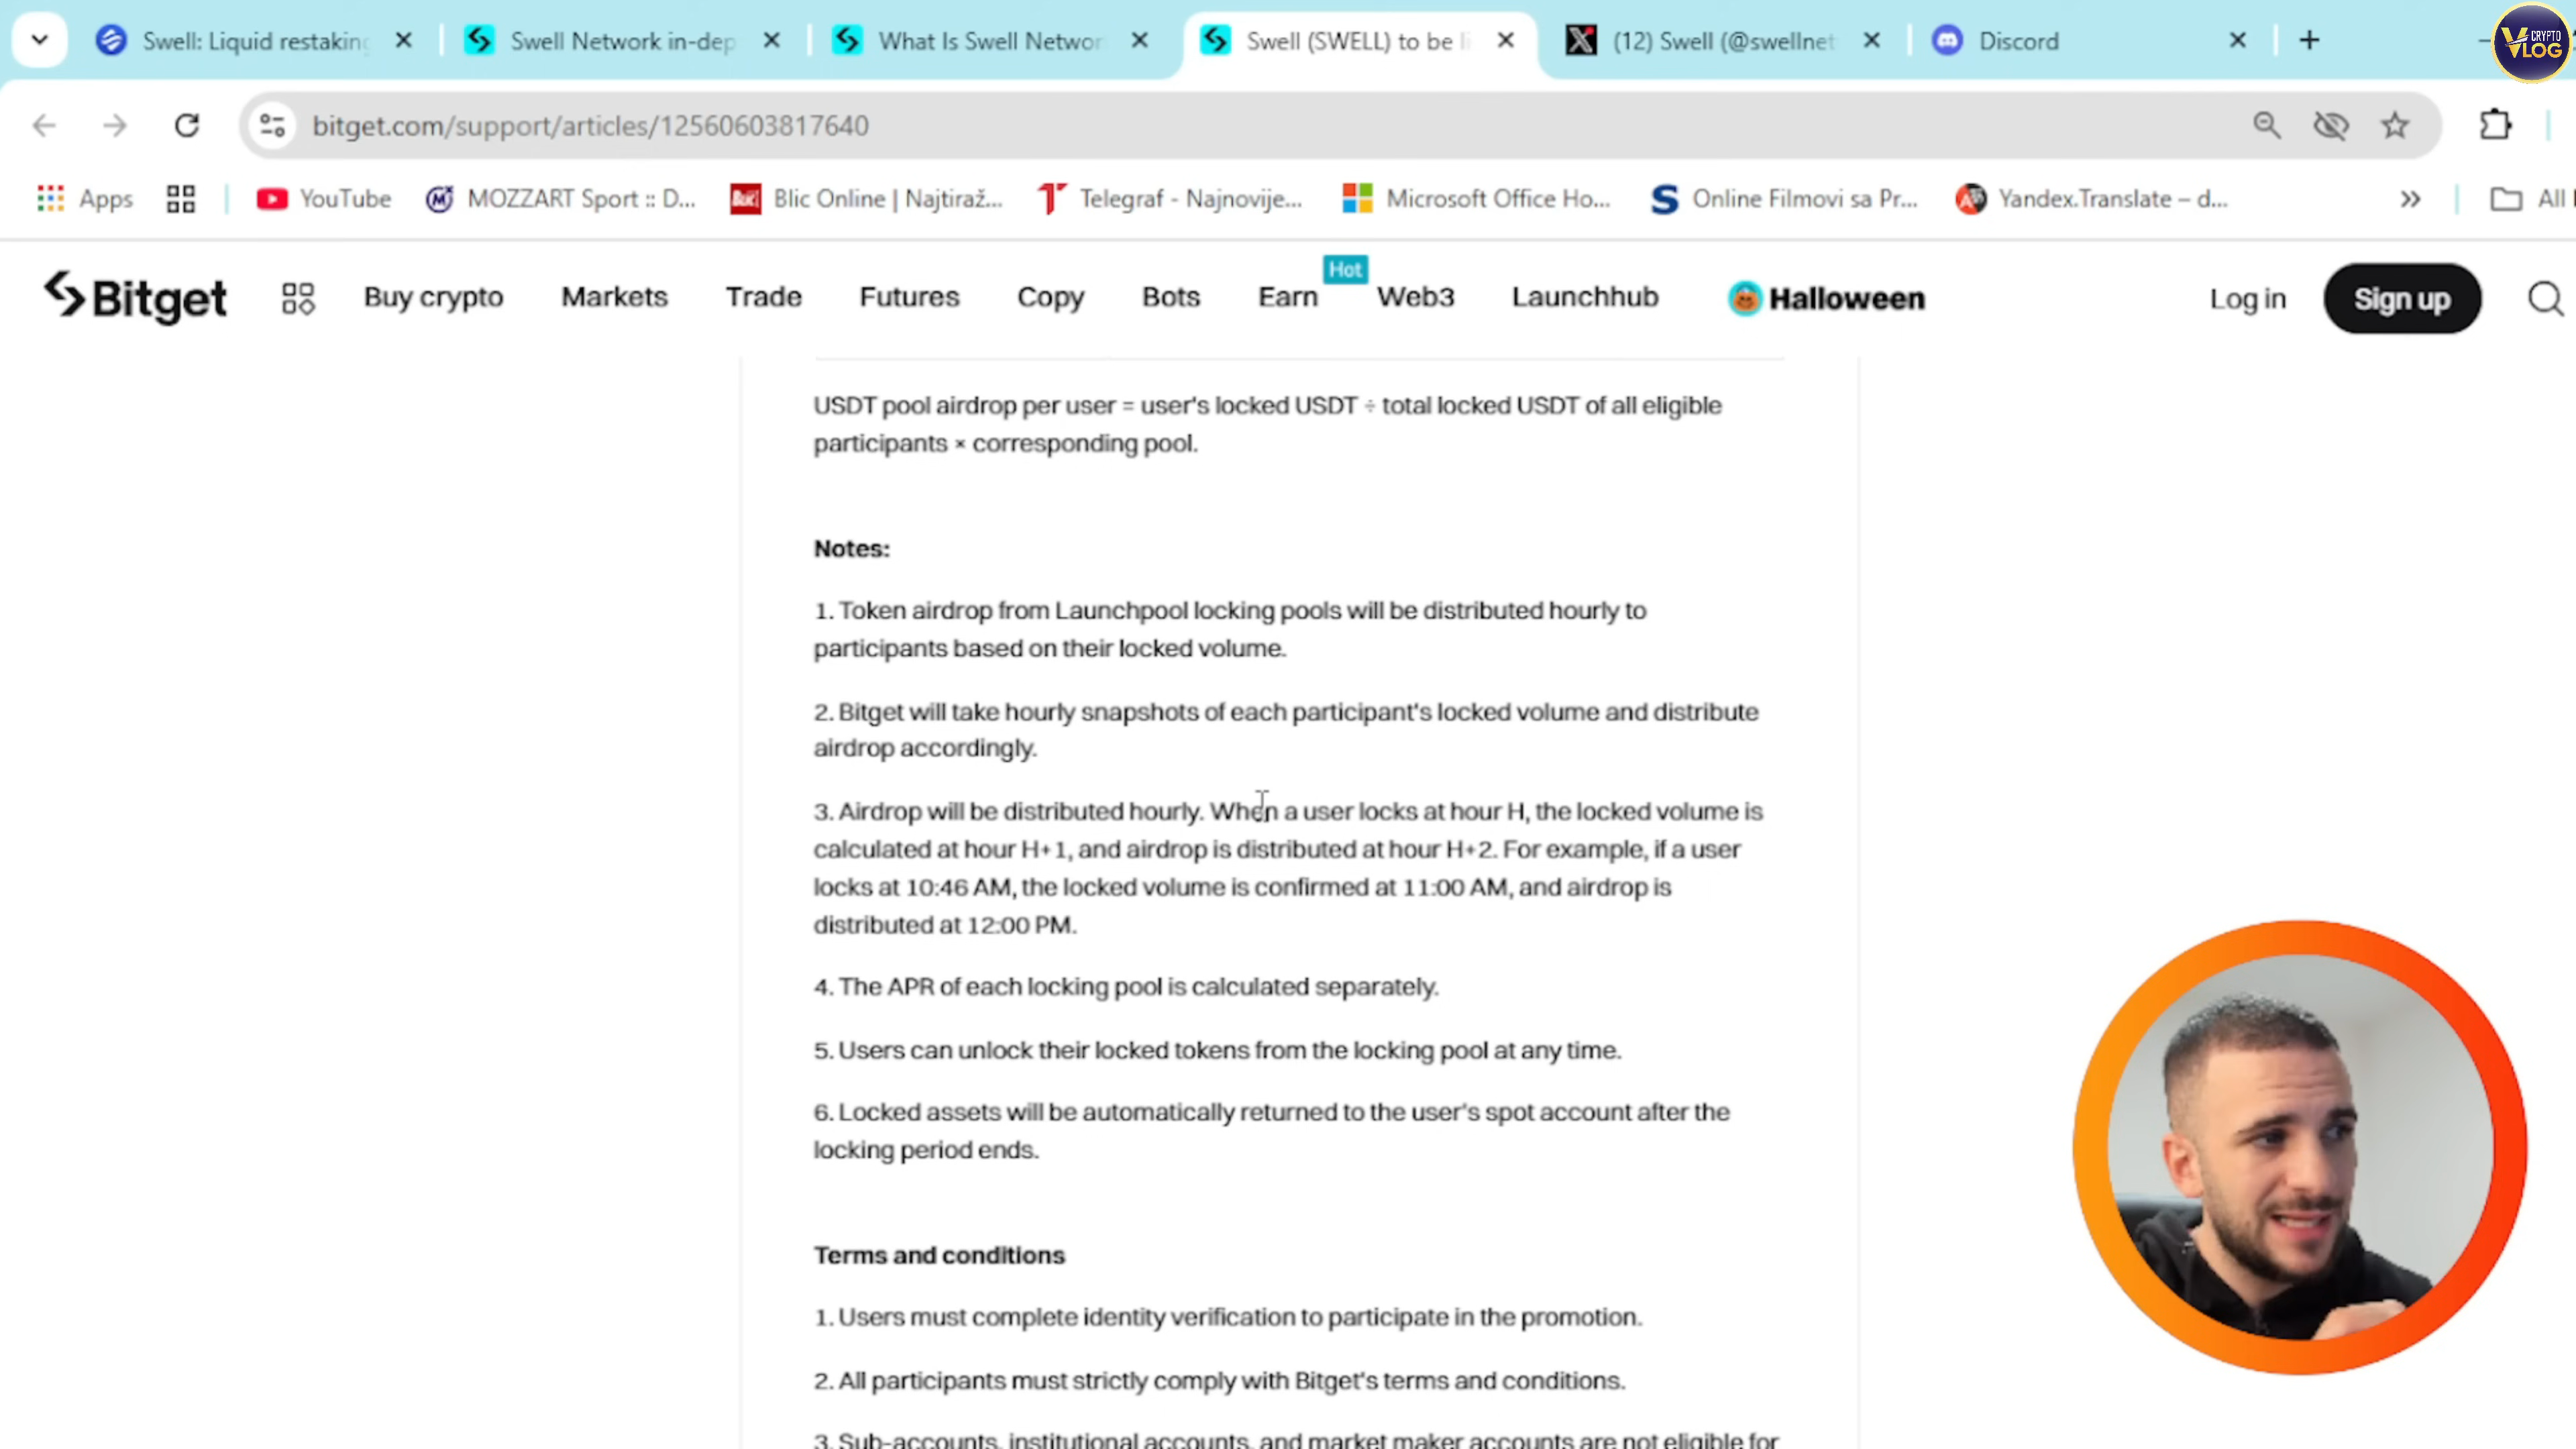 Swell: Liquid restaking
Swell Network in-dep
What Is Swell Networ
Swell (SWELL) to be li
(12) Swell (@swellnet
Discord
CRYPTO
VLOG
bitget.com/support/articles/12560603817640
Apps
YouTube
MOZZART Sport :: D...
Blic Online | Najtiraž...
Telegraf - Najnovije...
Microsoft Office Ho...
Online Filmovi sa Pr...
Yandex.Translate – d...
All
Bitget
Buy crypto
Markets
Trade
Futures
Copy
Bots
Earn
Hot
Web3
Launchhub
Halloween
Log in
Sign up
USDT pool airdrop per user = user's locked USDT ÷ total locked USDT of all eligible
participants × corresponding pool.
Notes:
1. Token airdrop from Launchpool locking pools will be distributed hourly to
participants based on their locked volume.
2. Bitget will take hourly snapshots of each participant's locked volume and distribute
airdrop accordingly.
3. Airdrop will be distributed hourly. When a user locks at hour H, the locked volume is
calculated at hour H+1, and airdrop is distributed at hour H+2. For example, if a user
locks at 10:46 AM, the locked volume is confirmed at 11:00 AM, and airdrop is
distributed at 12:00 PM.
4. The APR of each locking pool is calculated separately.
5. Users can unlock their locked tokens from the locking pool at any time.
6. Locked assets will be automatically returned to the user's spot account after the
locking period ends.
Terms and conditions
1. Users must complete identity verification to participate in the promotion.
2. All participants must strictly comply with Bitget's terms and conditions.
3. Sub-accounts, institutional accounts, and market maker accounts are not eligible for